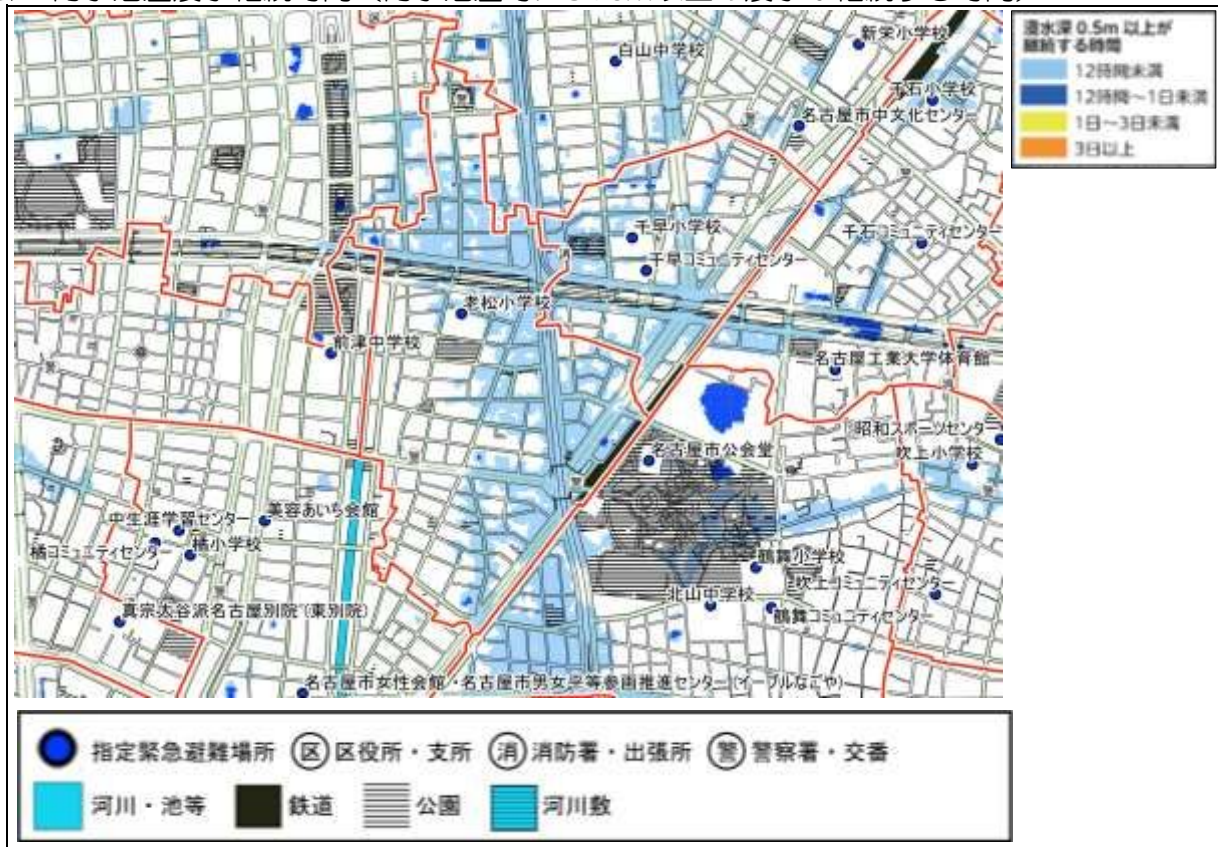 浸水深 0.5m 以上が
継続する時間
12時間未満
12時間～1日未満
1日～3日未満
3日以上
新栄小学校
白山中学校
千石小学校
名古屋市中文化センター
千早小学校
千石コミュニティセンター
千早コミュニティセンター
老松小学校
前津中学校
名古屋工業大学体育館
昭和スポーツセンター
名古屋市公会堂
吹上小学校
美容あいち会館
中生涯学習センター
橘小学校
橘コミュニティセンター
鶴舞小学校
吹上コミュニティセンター
北山中学校
真宗大谷派名古屋別院（東別院）
鶴舞コミュニティセンター
名古屋市女性会館・名古屋市男女平等参画推進センター（イーブルなごや）
指定緊急避難場所 区 区役所・支所 消 消防署・出張所 警 警察署・交番
河川・池等 鉄道 公園 河川敷